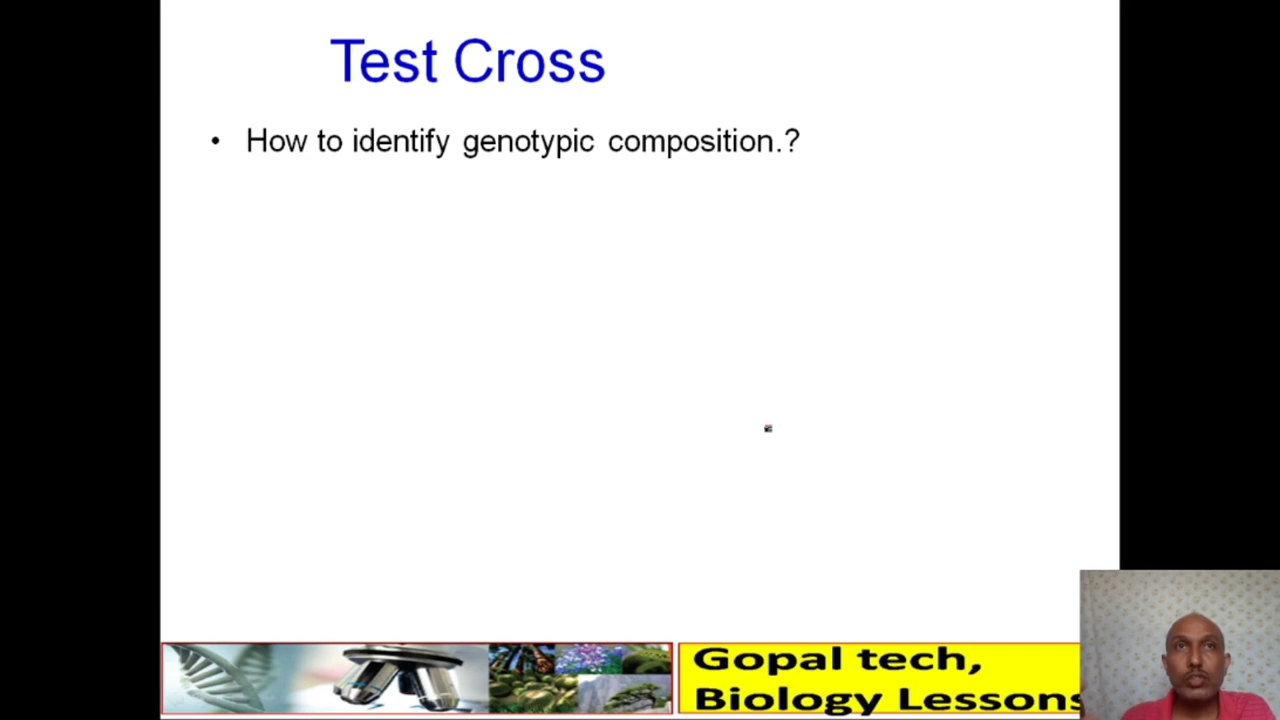 Test Cross
• How to identify genotypic composition.?
Gopal tech,
Biology Lessons